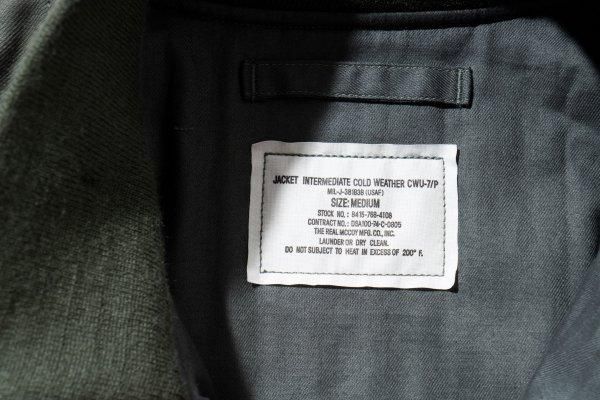 JACKET INTERMEDIATE COLD WEATHER CWU-7/P
MIL-J-38183B (USAF)
SIZE: MEDIUM
STOCK NO. : 8415-768-4108
CONTRACT NO. : DSA100-74-C-0805
THE REAL McCOY MFG. CO., INC.
LAUNDER OR DRY CLEAN.
DO NOT SUBJECT TO HEAT IN EXCESS OF 200° F.